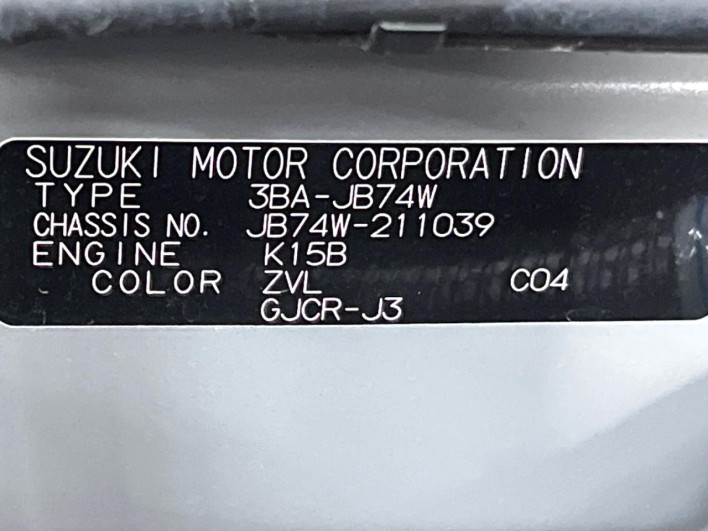 SUZUKI MOTOR CORPORATION
TYPE 3BA-JB74W
CHASSIS NO. JB74W-211039
ENGINE K15B
COLOR ZVL C04
GJCR-J3